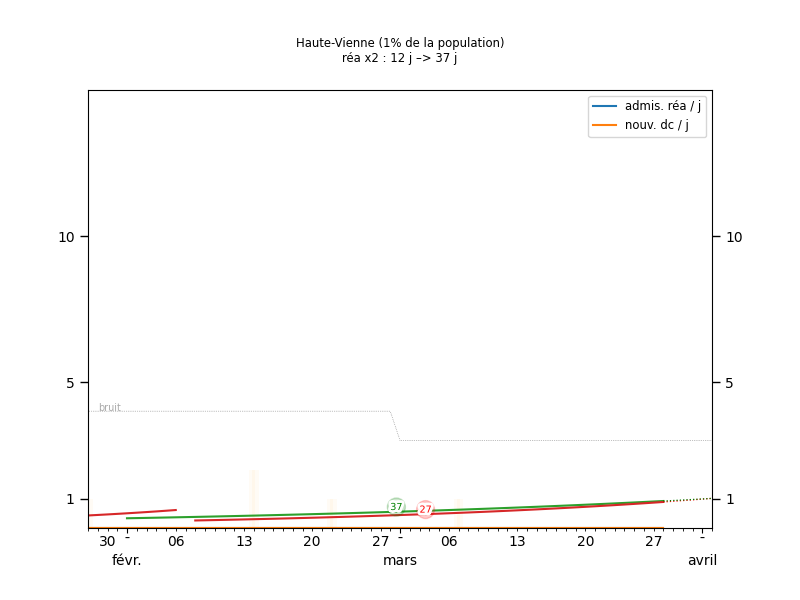 Haute-Vienne (1% de la population)
réa x2 : 12 j –> 37 j
admis. réa / j
nouv. dc / j
10 10
5 5
bruit
37 27
1 1
30 - 06 13 20 27 - 06 13 20 27 -
févr. mars avril